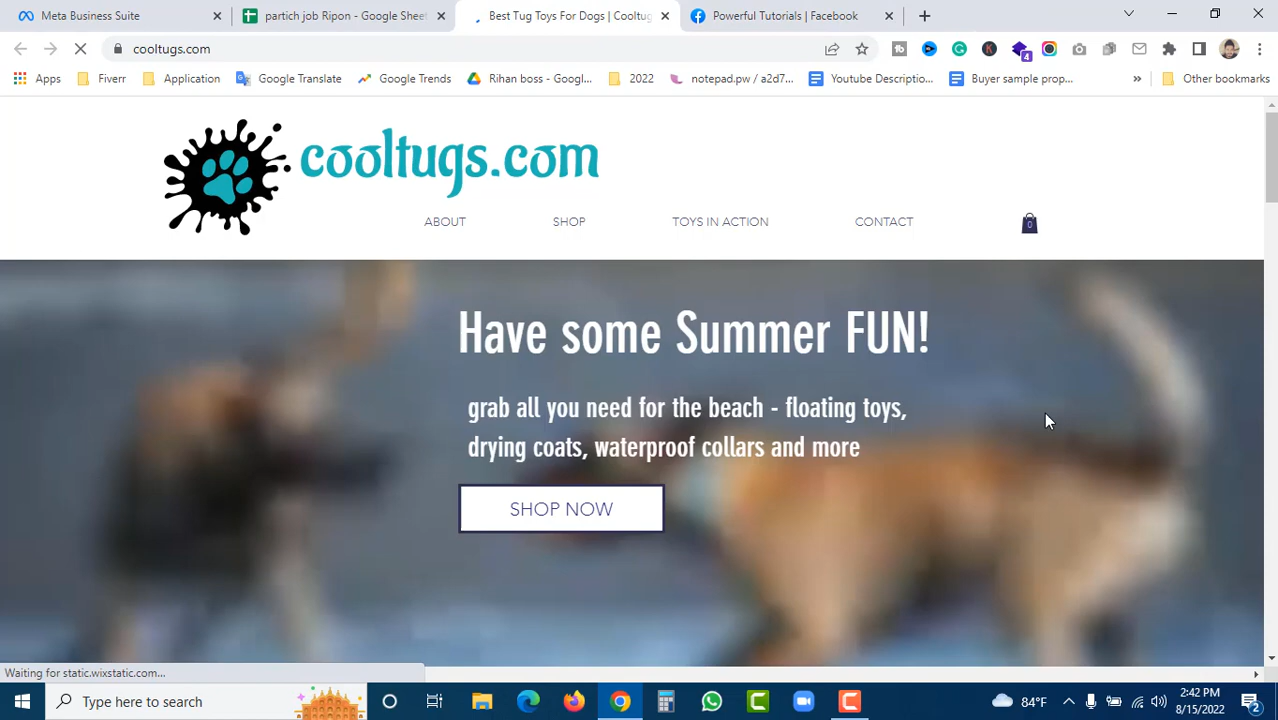 Meta Business Suite
partich job Ripon - Google Sheet
Best Tug Toys For Dogs | Cooltug
Powerful Tutorials | Facebook
cooltugs.com
4
Apps
Fiverr
Application
Google Translate
Google Trends
Rihan boss - Googl...
2022
notepad.pw / a2d7...
Youtube Descriptio...
Buyer sample prop...
»
Other bookmarks
cooltugs.com
ABOUT
SHOP
TOYS IN ACTION
CONTACT
0
Have some Summer FUN!
grab all you need for the beach - floating toys,
drying coats, waterproof collars and more
SHOP NOW
Waiting for static.wixstatic.com...
Type here to search
84°F
2:42 PM
8/15/2022
2